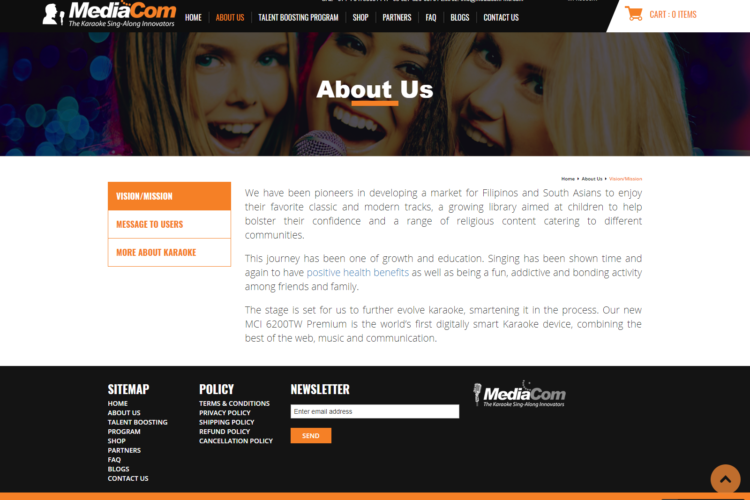 MediaCom
The Karaoke Sing-Along Innovators
HOME
ABOUT US
TALENT BOOSTING PROGRAM
SHOP
PARTNERS
FAQ
BLOGS
CONTACT US
CART : 0 ITEMS
About Us
Home About Us Vision/Mission
VISION/MISSION
MESSAGE TO USERS
MORE ABOUT KARAOKE
We have been pioneers in developing a market for Filipinos and South Asians to enjoy
their favorite classic and modern tracks, a growing library aimed at children to help
bolster their confidence and a range of religious content catering to different
communities.
This journey has been one of growth and education. Singing has been shown time and
again to have positive health benefits as well as being a fun, addictive and bonding activity
among friends and family.
The stage is set for us to further evolve karaoke, smartening it in the process. Our new
MCI 6200TW Premium is the world's first digitally smart Karaoke device, combining the
best of the web, music and communication.
SITEMAP
HOME
ABOUT US
TALENT BOOSTING
PROGRAM
SHOP
PARTNERS
FAQ
BLOGS
CONTACT US
POLICY
TERMS & CONDITIONS
PRIVACY POLICY
SHIPPING POLICY
REFUND POLICY
CANCELLATION POLICY
NEWSLETTER
Enter email address
SEND
MediaCom
The Karaoke Sing-Along Innovators